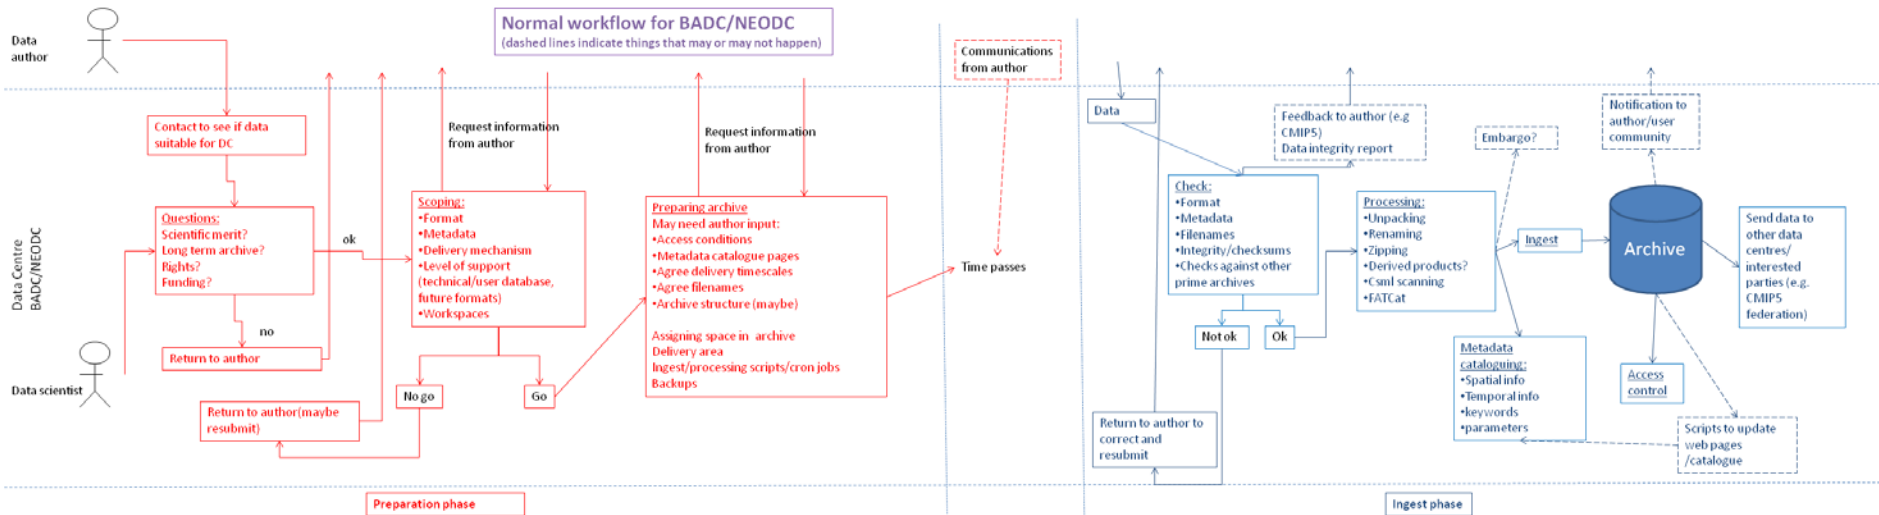 Normal workflow for BADC/NEODC
(dashed lines indicate things that may or may not happen)
Data
author
Communications
from author
Data Centre
BADC/NEODC
Contact to see if data
suitable for DC
Questions:
Scientific merit?
Long term archive?
Rights?
Funding?
ok
no
Return to author
Data scientist
Return to author(maybe
resubmit)
Request information
from author
Scoping:
•Format
•Metadata
•Delivery mechanism
•Level of support
(technical/user database,
future formats)
•Workspaces
No go
Go
Request information
from author
Preparing archive
May need author input:
•Access conditions
•Metadata catalogue pages
•Agree delivery timescales
•Agree filenames
•Archive structure (maybe)
Assigning space in archive
Delivery area
Ingest/processing scripts/cron jobs
Backups
Time passes
Data
Feedback to author (e.g
CMIP5)
Data integrity report
Check:
•Format
•Metadata
•Filenames
•Integrity/checksums
•Checks against other
prime archives
Not ok
Ok
Return to author to
correct and
resubmit
Processing:
•Unpacking
•Renaming
•Zipping
•Derived products?
•Csml scanning
•FATCat
Embargo?
Ingest
Metadata
cataloguing:
•Spatial info
•Temporal info
•keywords
•parameters
Notification to
author/user
community
Archive
Access
control
Send data to
other data
centres/
interested
parties (e.g.
CMIP5
federation)
Scripts to update
web pages
/catalogue
Preparation phase
Ingest phase